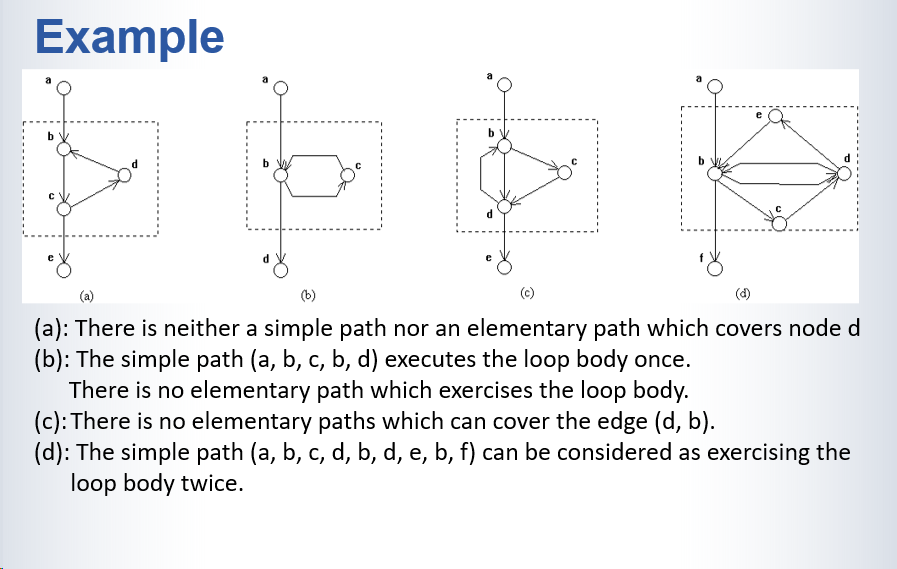 Example
a
b
c
d
e
(a)
a
b
c
d
(b)
a
b
c
d
e
(c)
a
e
b
d
c
f
(d)
(a): There is neither a simple path nor an elementary path which covers node d
(b): The simple path (a, b, c, b, d) executes the loop body once.
There is no elementary path which exercises the loop body.
(c): There is no elementary paths which can cover the edge (d, b).
(d): The simple path (a, b, c, d, b, d, e, b, f) can be considered as exercising the
loop body twice.